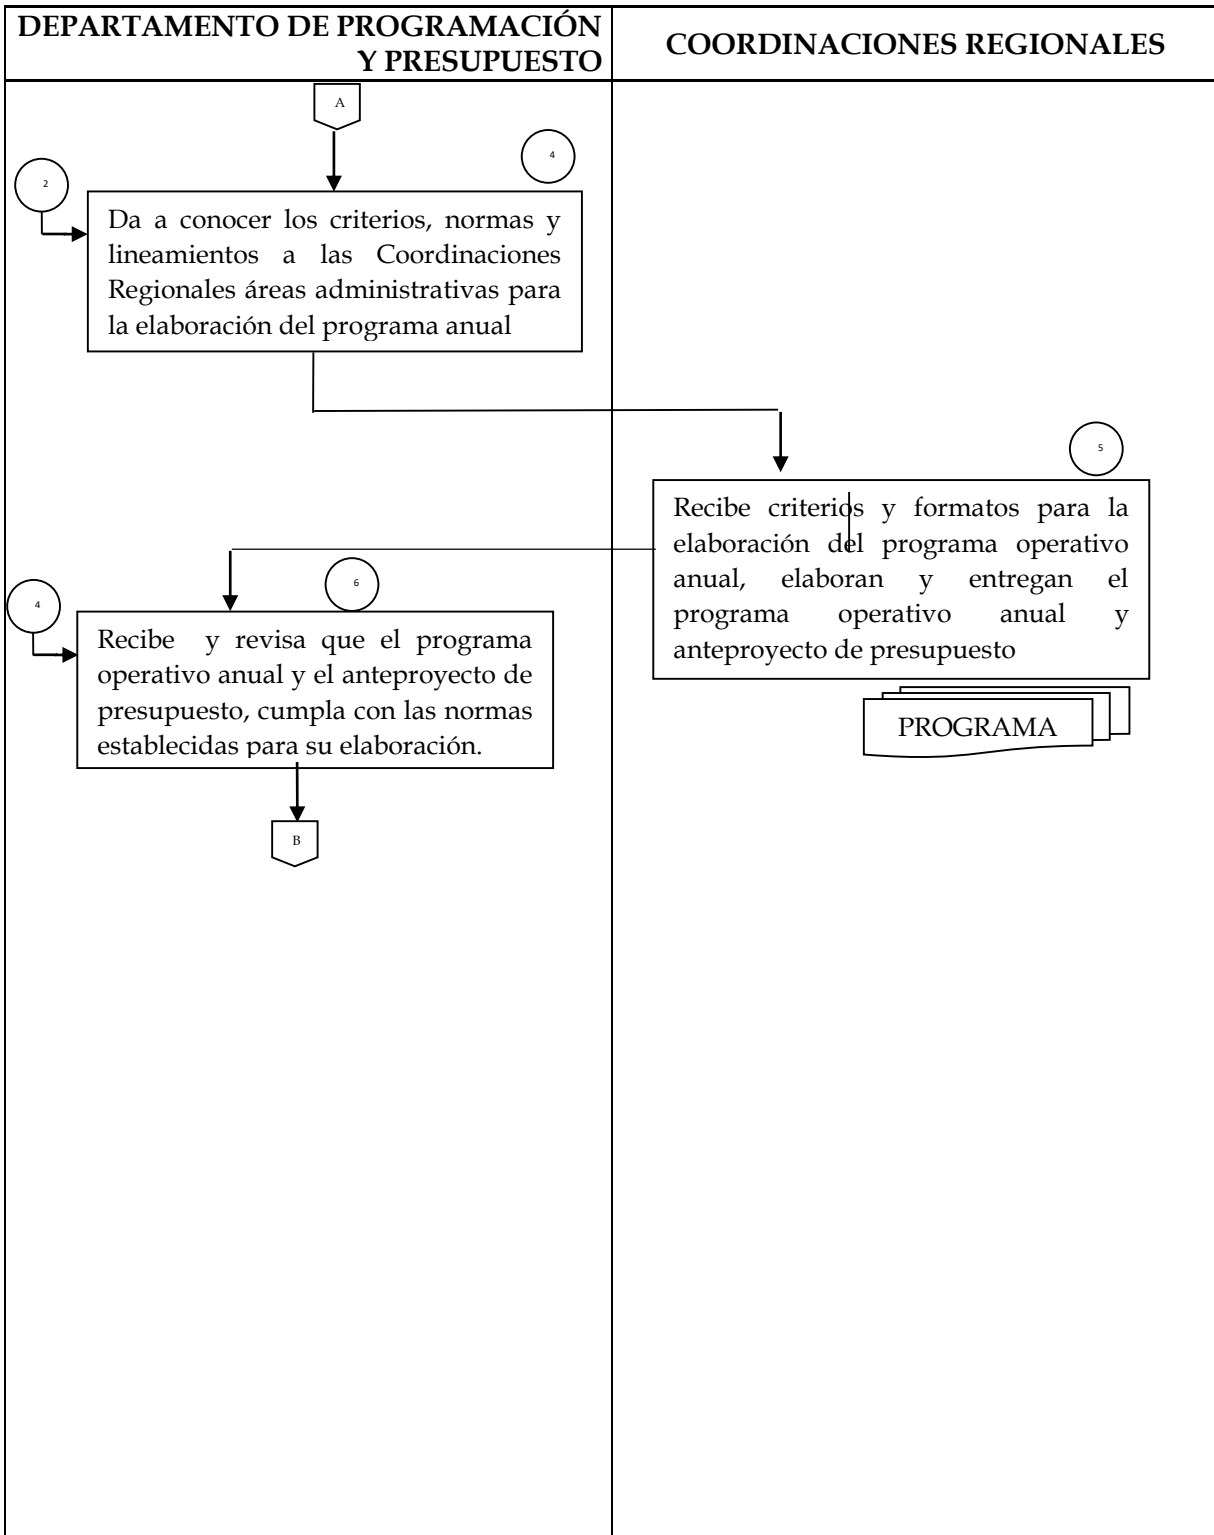 DEPARTAMENTO DE PROGRAMACIÓN
Y PRESUPUESTO
COORDINACIONES REGIONALES
A
4
2
Da a conocer los criterios, normas y
lineamientos a las Coordinaciones
Regionales áreas administrativas para
la elaboración del programa anual
5
Recibe criterios y formatos para la
elaboración del programa operativo
anual, elaboran y entregan el
programa operativo anual y
anteproyecto de presupuesto
PROGRAMA
6
4
Recibe y revisa que el programa
operativo anual y el anteproyecto de
presupuesto, cumpla con las normas
establecidas para su elaboración.
B